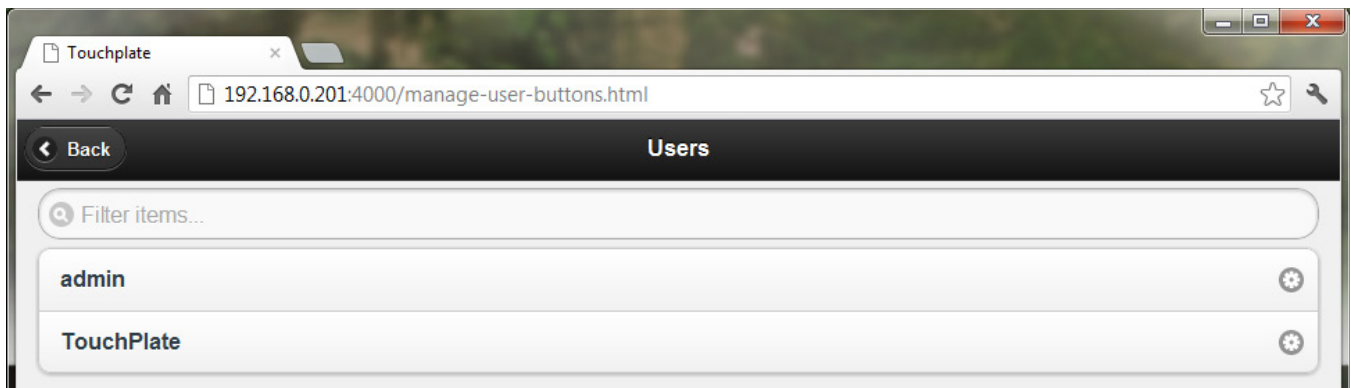 Touchplate
192.168.0.201:4000/manage-user-buttons.html
Back
Users
Filter items...
admin
TouchPlate